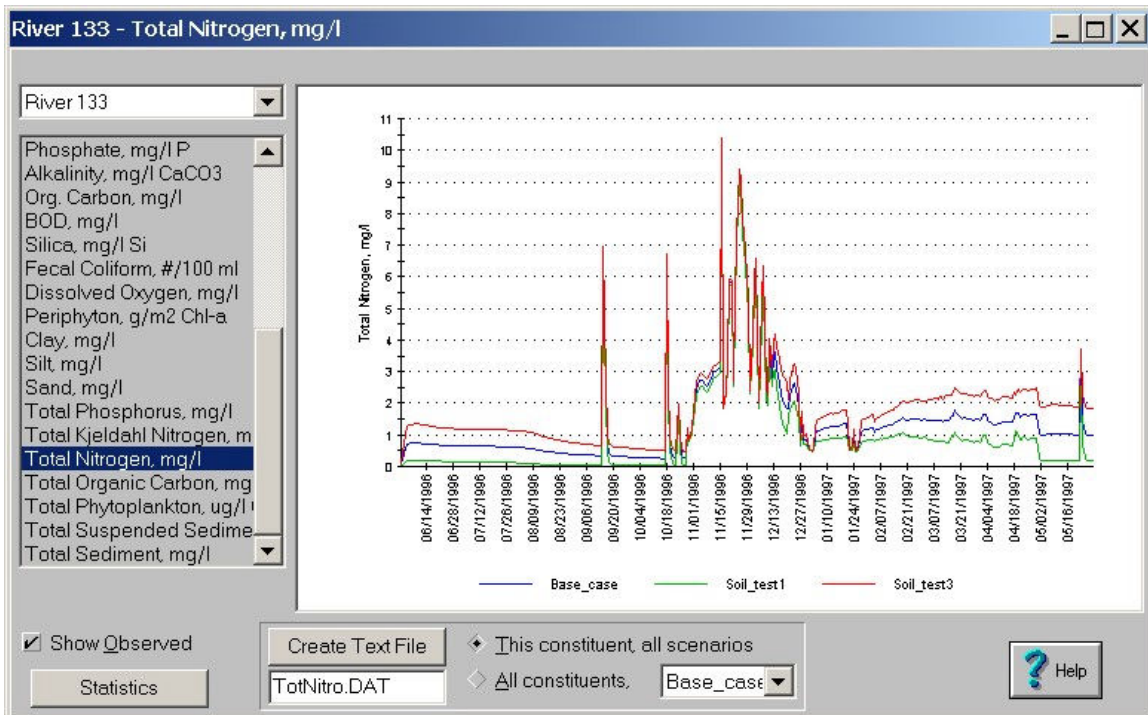 River 133 - Total Nitrogen, mg/l
River 133
Phosphate, mg/l P
Alkalinity, mg/l CaCO3
Org. Carbon, mg/l
BOD, mg/l
Silica, mg/l Si
Fecal Coliform, #/100 ml
Dissolved Oxygen, mg/l
Periphyton, g/m2 Chl-a
Clay, mg/l
Silt, mg/l
Sand, mg/l
Total Phosphorus, mg/l
Total Kjeldahl Nitrogen, m
Total Nitrogen, mg/l
Total Organic Carbon, mg
Total Phytoplankton, ug/l
Total Suspended Sedime
Total Sediment, mg/l
Total Nitrogen, mg/l
11
10
9
8
7
6
5
4
3
2
1
0
06/14/1996
06/28/1996
07/12/1996
07/26/1996
08/09/1996
08/23/1996
09/06/1996
09/20/1996
10/04/1996
10/18/1996
11/01/1996
11/15/1996
11/29/1996
12/13/1996
12/27/1996
01/10/1997
01/24/1997
02/07/1997
02/21/1997
03/07/1997
03/21/1997
04/04/1997
04/18/1997
05/02/1997
05/16/1997
Base_case Soil_test1 Soil_test3
Show Observed
Statistics
Create Text File
TotNitro.DAT
This constituent, all scenarios
All constituents, Base_case
Help